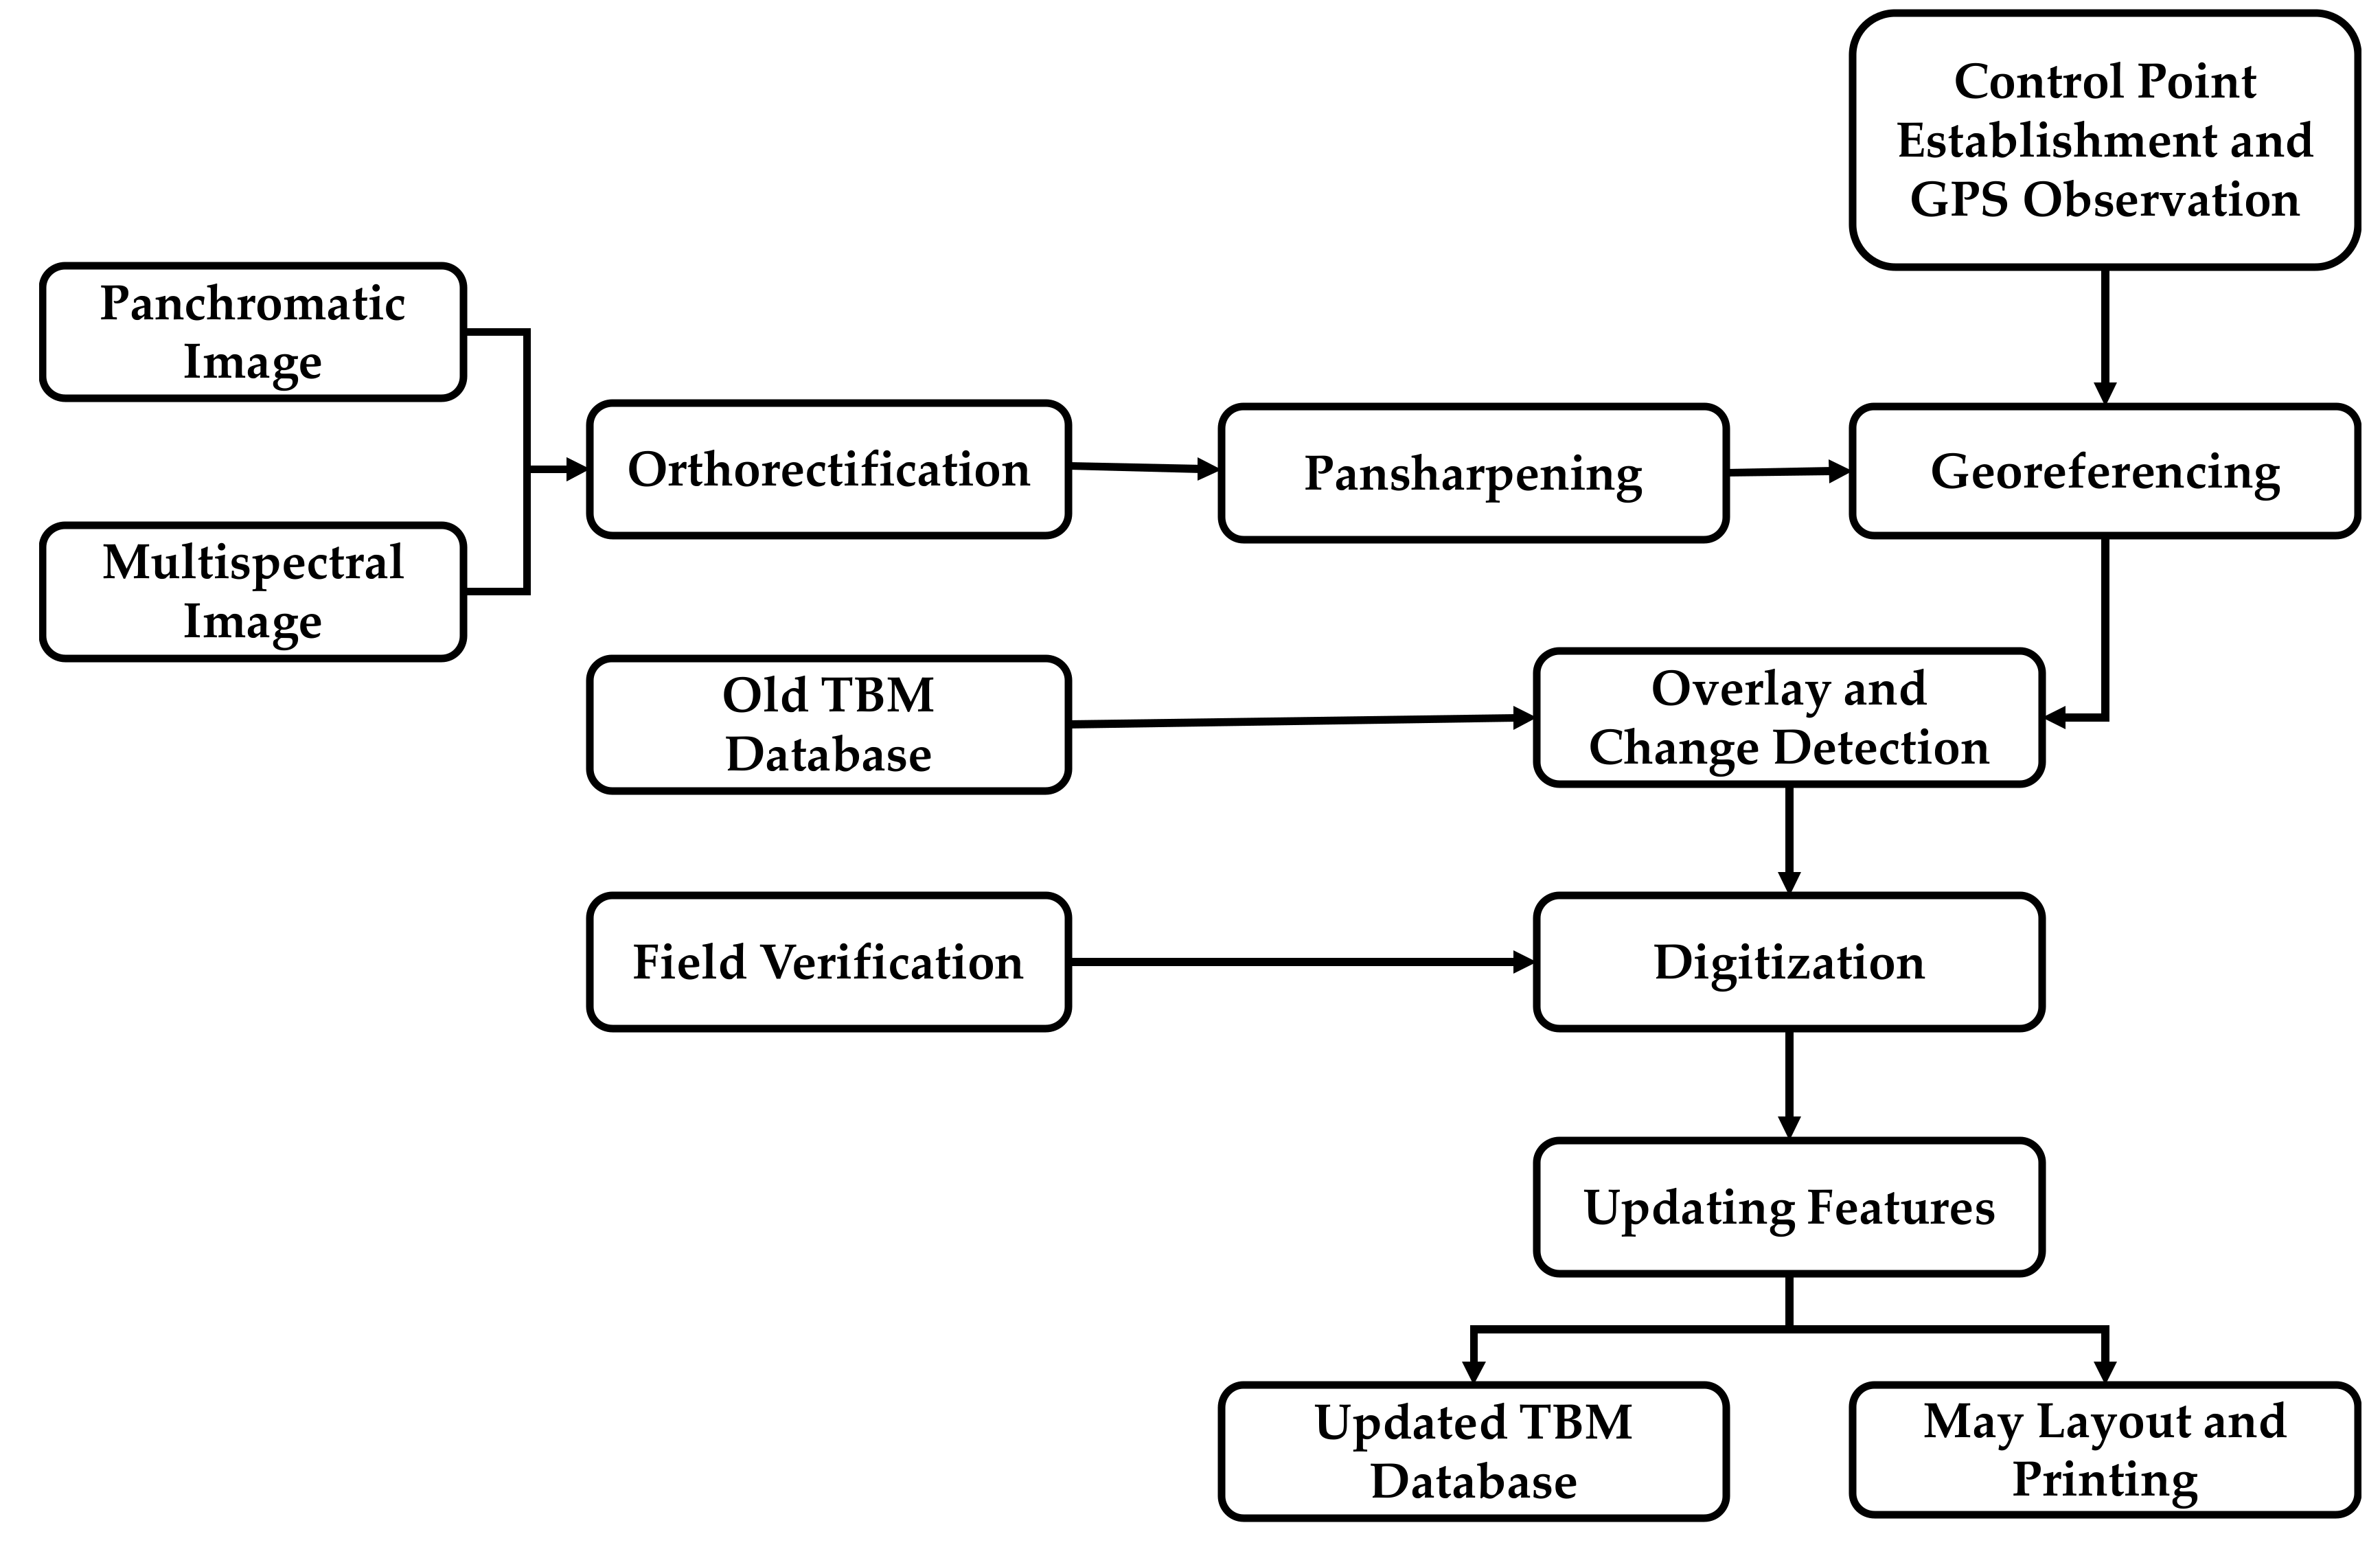 Control Point
Establishment and
GPS Observation
Panchromatic
Image
Multispectral
Image
Orthorectification
Pansharpening
Georeferencing
Old TBM
Database
Overlay and
Change Detection
Field Verification
Digitization
Updating Features
Updated TBM
Database
May Layout and
Printing